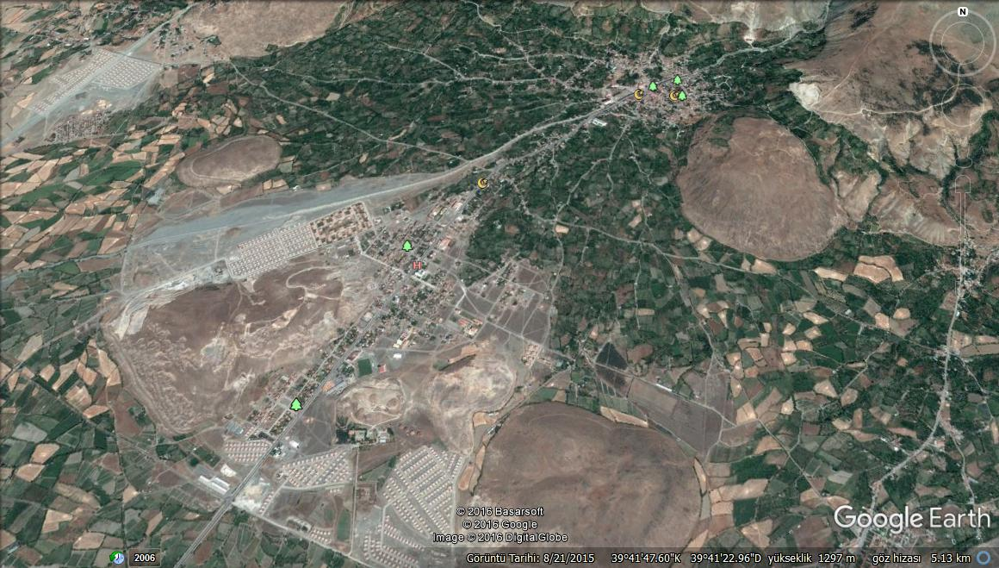 N
H
© 2016 Basarsoft
© 2016 Google
Image © 2016 DigitalGlobe
Google Earth
2006
Görüntü Tarihi: 8/21/2015 39°41'47.60"K 39°41'22.96"D yükseklik 1297 m göz hizası 5.13 km